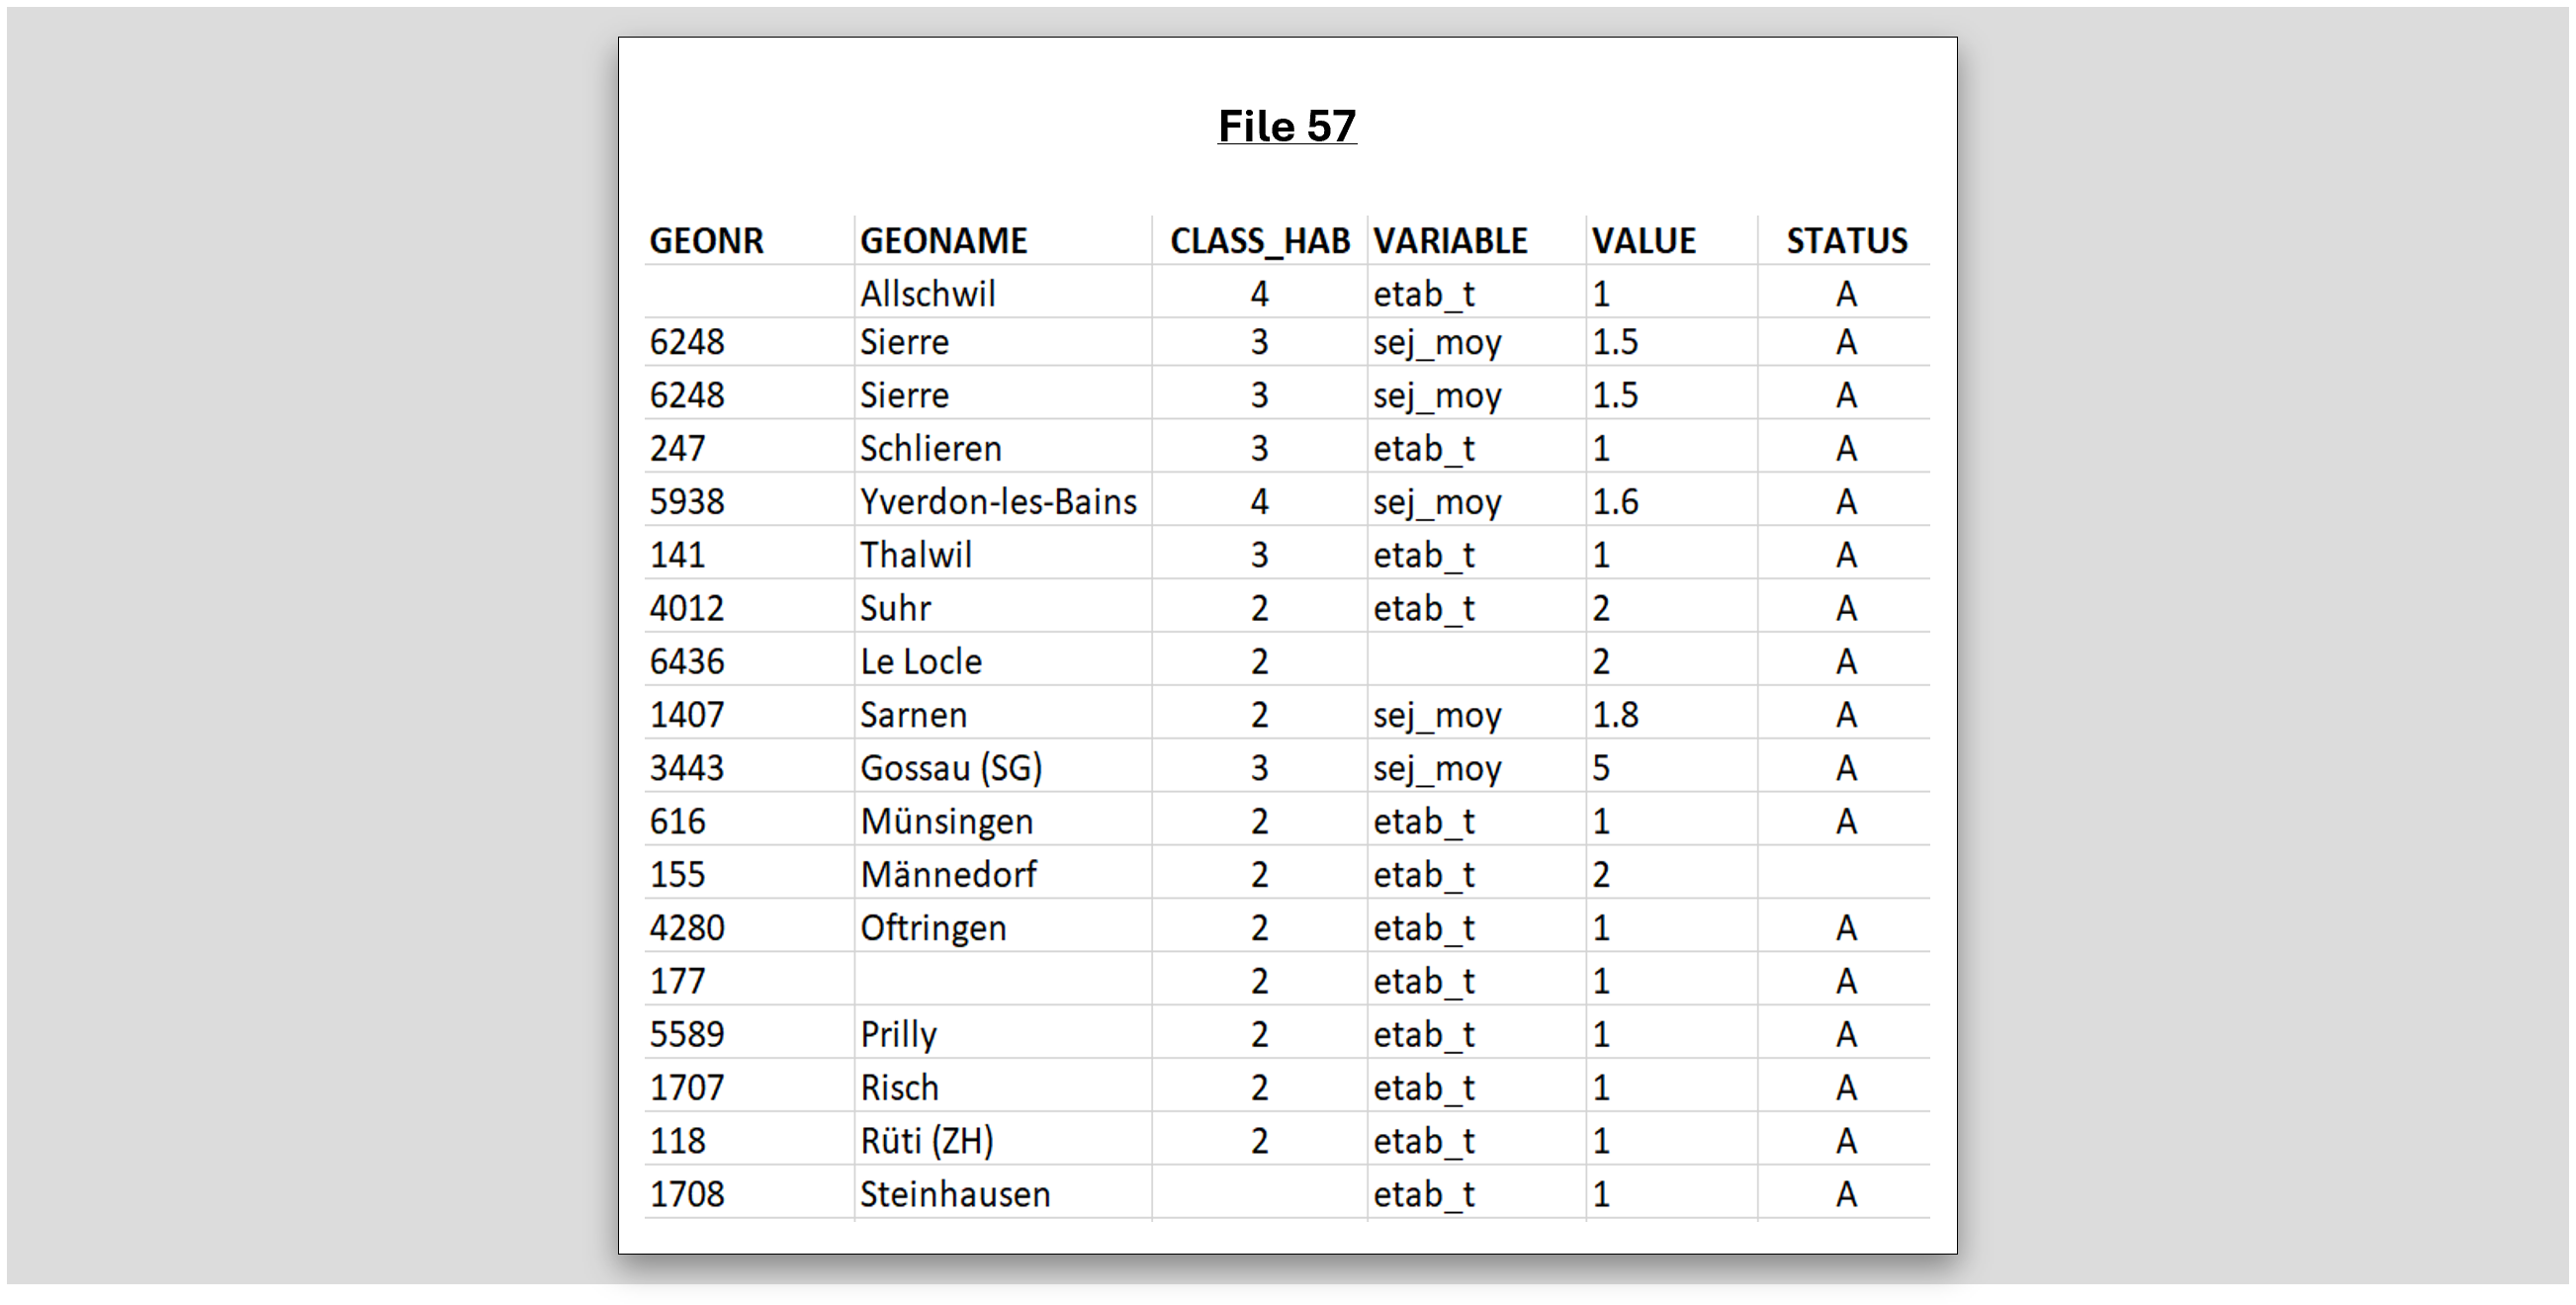 File 57
GEONR GEONAME CLASS_HAB VARIABLE VALUE STATUS
Allschwil 4 etab_t 1 A
6248 Sierre 3 sej_moy 1.5 A
6248 Sierre 3 sej_moy 1.5 A
247 Schlieren 3 etab_t 1 A
5938 Yverdon-les-Bains 4 sej_moy 1.6 A
141 Thalwil 3 etab_t 1 A
4012 Suhr 2 etab_t 2 A
6436 Le Locle 2 2 A
1407 Sarnen 2 sej_moy 1.8 A
3443 Gossau (SG) 3 sej_moy 5 A
616 Münsingen 2 etab_t 1 A
155 Männedorf 2 etab_t 2
4280 Oftringen 2 etab_t 1 A
177 2 etab_t 1 A
5589 Prilly 2 etab_t 1 A
1707 Risch 2 etab_t 1 A
118 Rüti (ZH) 2 etab_t 1 A
1708 Steinhausen etab_t 1 A